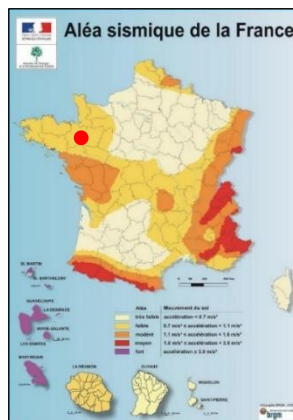 Aléa sismique de la France
ST. MARTIN
ST. BARTHELEMY
GUADELOUPE
LA DESIRADE
MARIE-GALANTE
LES SAINTES
MARTINIQUE
Aléa Mouvement du sol
très faible accélération < 0.7 m/s²
faible 0.7 m/s² ≤ accélération < 1.1 m/s²
modéré 1.1 m/s² ≤ accélération < 1.6 m/s²
moyen 1.6 m/s² ≤ accélération < 3.0 m/s²
fort accélération ≥ 3.0 m/s²
LA RÉUNION
GUYANE
MIQUELON
SAINT-PIERRE
brgm